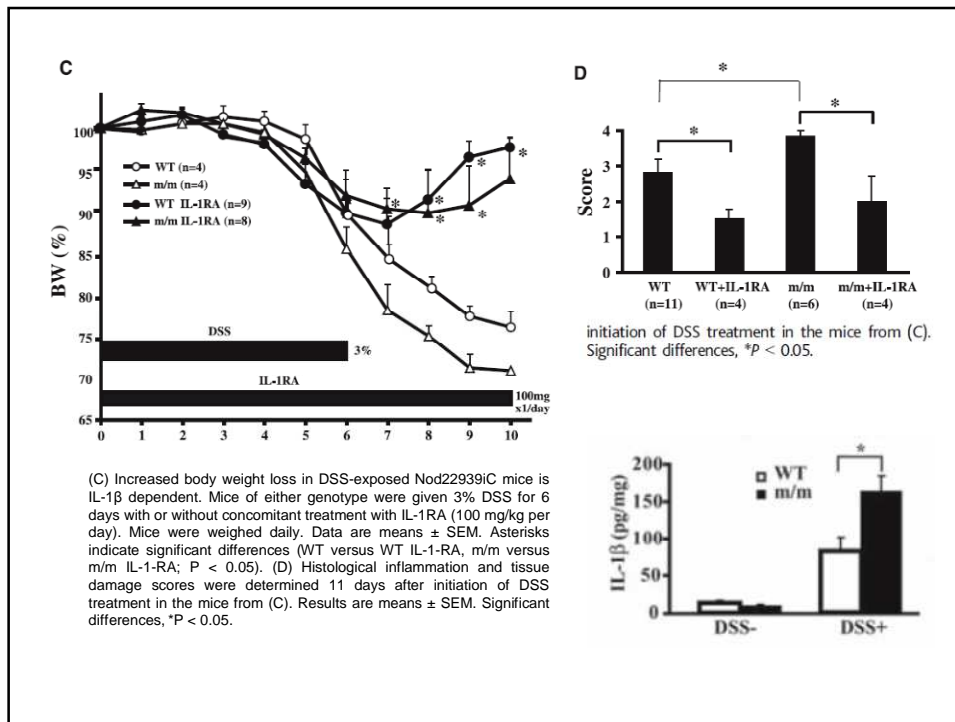 C
100
95
90
85
80
75
70
65
BW (%)
WT (n=4)
m/m (n=4)
WT IL-1RA (n=9)
m/m IL-1RA (n=8)
* * * * * *
DSS
3%
IL-1RA
100mg
x1/day
0 1 2 3 4 5 6 7 8 9 10
(C) Increased body weight loss in DSS-exposed Nod22939iC mice is
IL-1β dependent. Mice of either genotype were given 3% DSS for 6
days with or without concomitant treatment with IL-1RA (100 mg/kg per
day). Mice were weighed daily. Data are means ± SEM. Asterisks
indicate significant differences (WT versus WT IL-1-RA, m/m versus
m/m IL-1-RA; P < 0.05). (D) Histological inflammation and tissue
damage scores were determined 11 days after initiation of DSS
treatment in the mice from (C). Results are means ± SEM. Significant
differences, *P < 0.05.
D
*
* *
4
3
2
1
0
Score
WT WT+IL-1RA m/m m/m+IL-1RA
(n=11) (n=4) (n=6) (n=4)
initiation of DSS treatment in the mice from (C).
Significant differences, *P < 0.05.
*
200
150
100
50
0
IL-1β (pg/mg)
WT
m/m
DSS- DSS+